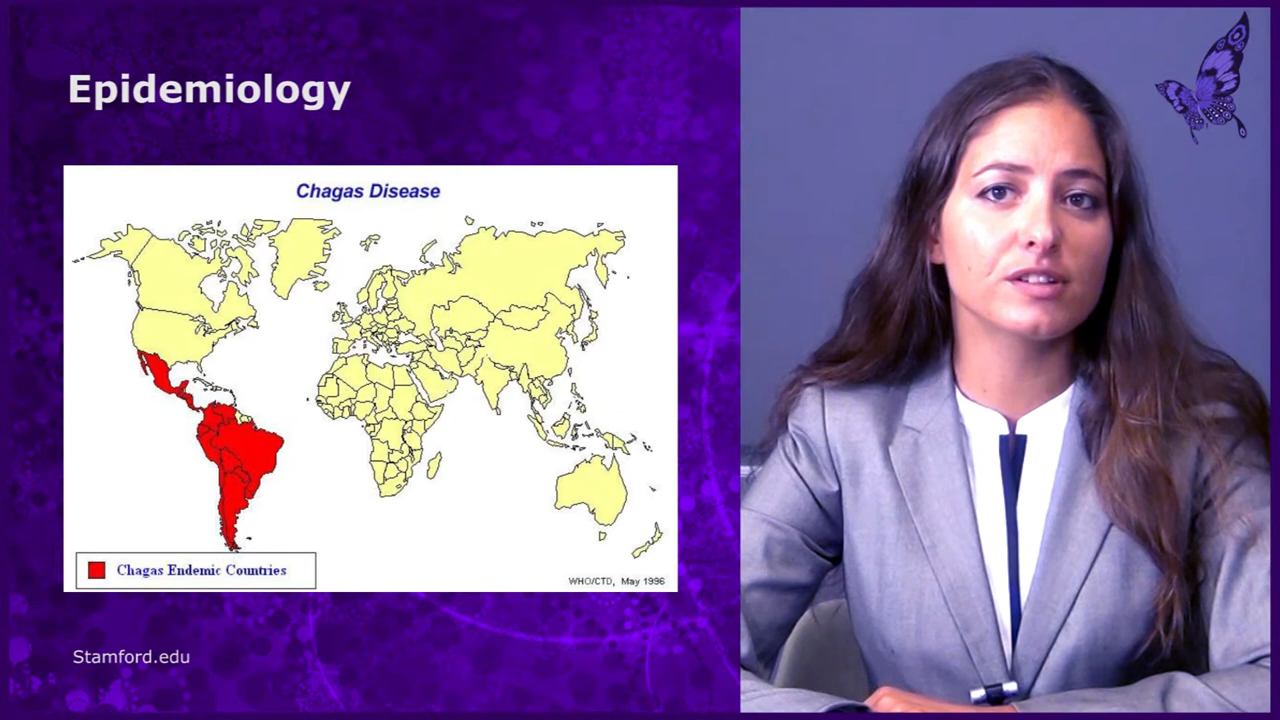 Epidemiology
Chagas Disease
Chagas Endemic Countries
WHO/CTD, May 1996
Stamford.edu